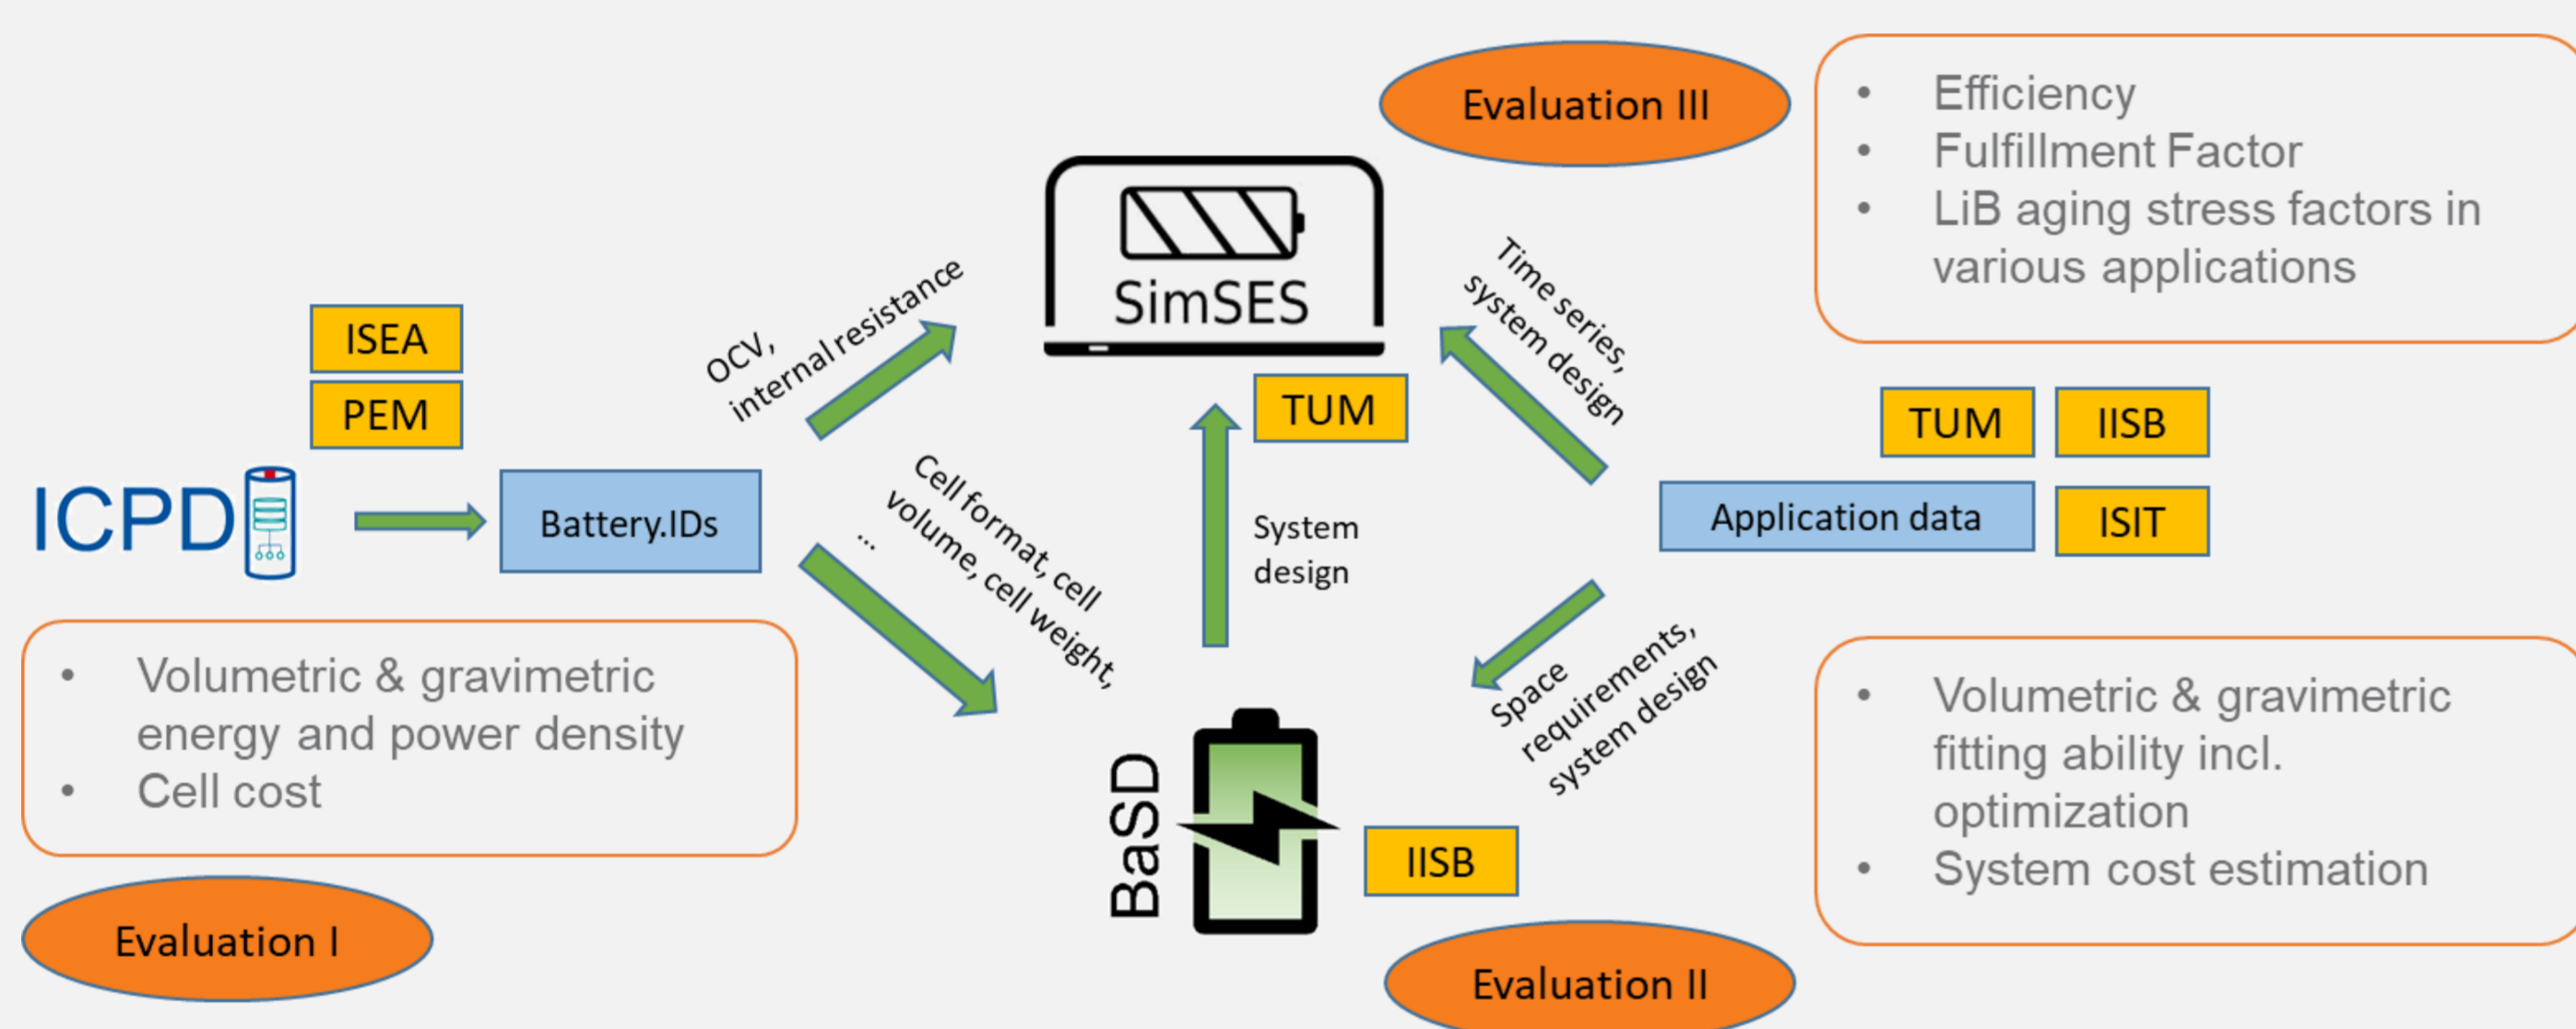 Evaluation III
• Efficiency
• Fulfillment Factor
• LiB aging stress factors in
various applications
SimSES
TUM
ISEA
PEM
ICPD
Battery.IDs
OCV,
internal resistance
Cell format, cell
volume, cell weight,
...
System
design
Time series,
system design
TUM
IISB
Application data
ISIT
Space
requirements,
system design
• Volumetric & gravimetric
energy and power density
• Cell cost
Evaluation I
BaSD
IISB
Evaluation II
• Volumetric & gravimetric
fitting ability incl.
optimization
• System cost estimation